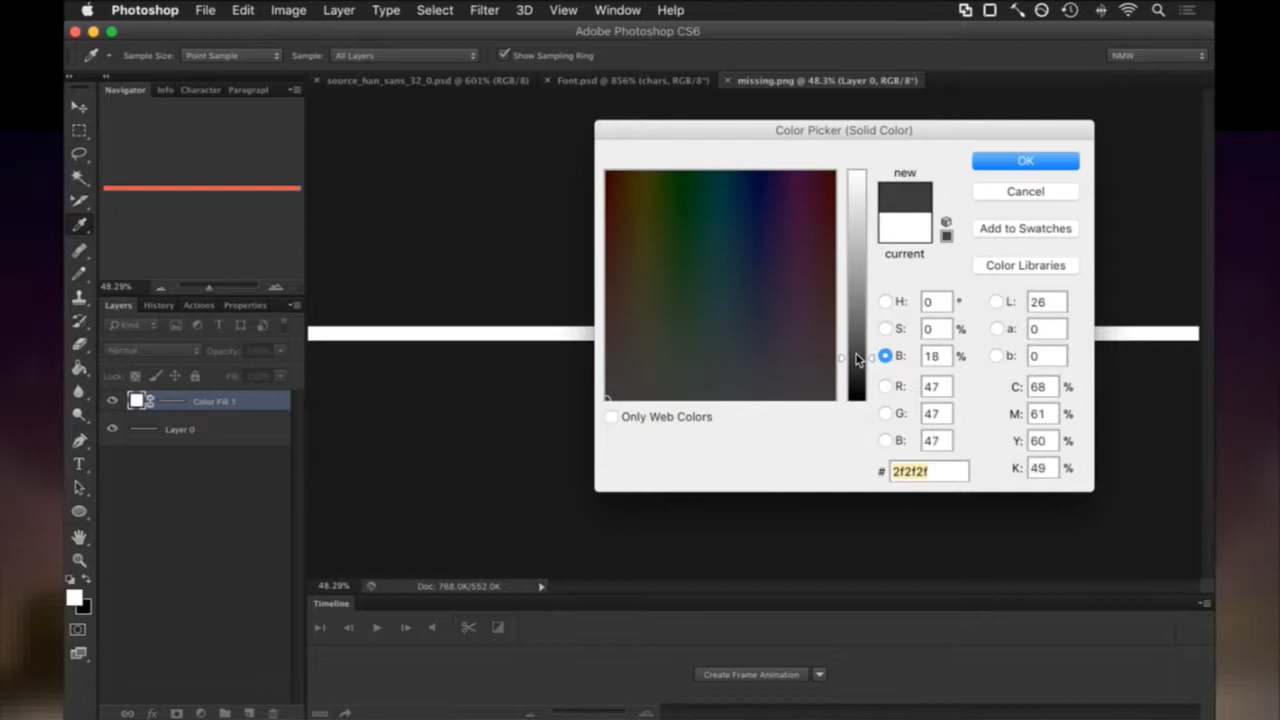 Photoshop File Edit Image Layer Type Select Filter 3D View Window Help
Adobe Photoshop CS6
Sample Size: Point Sample Sample: All Layers Show Sampling Ring NMW
Navigator Info Character Paragraph
source_han_sans_32_0.psd @ 601% (RGB/8) Font.psd @ 856% (chars, RGB/8*) missing.png @ 48.3% (Layer 0, RGB/8*)
Color Picker (Solid Color)
OK
new
Cancel
Add to Swatches
current
Color Libraries
48.29%
Layers History Actions Properties
H: 0 ° L: 26
Kind
S: 0 % a: 0
Normal Opacity:
B: 18 % b: 0
Lock: Fill:
R: 47 C: 68 %
Color Fill 1
G: 47 M: 61 %
Only Web Colors
Layer 0
B: 47 Y: 60 %
# 2f2f2f K: 49 %
48.29% Doc: 768.0K/552.0K
Timeline
Create Frame Animation